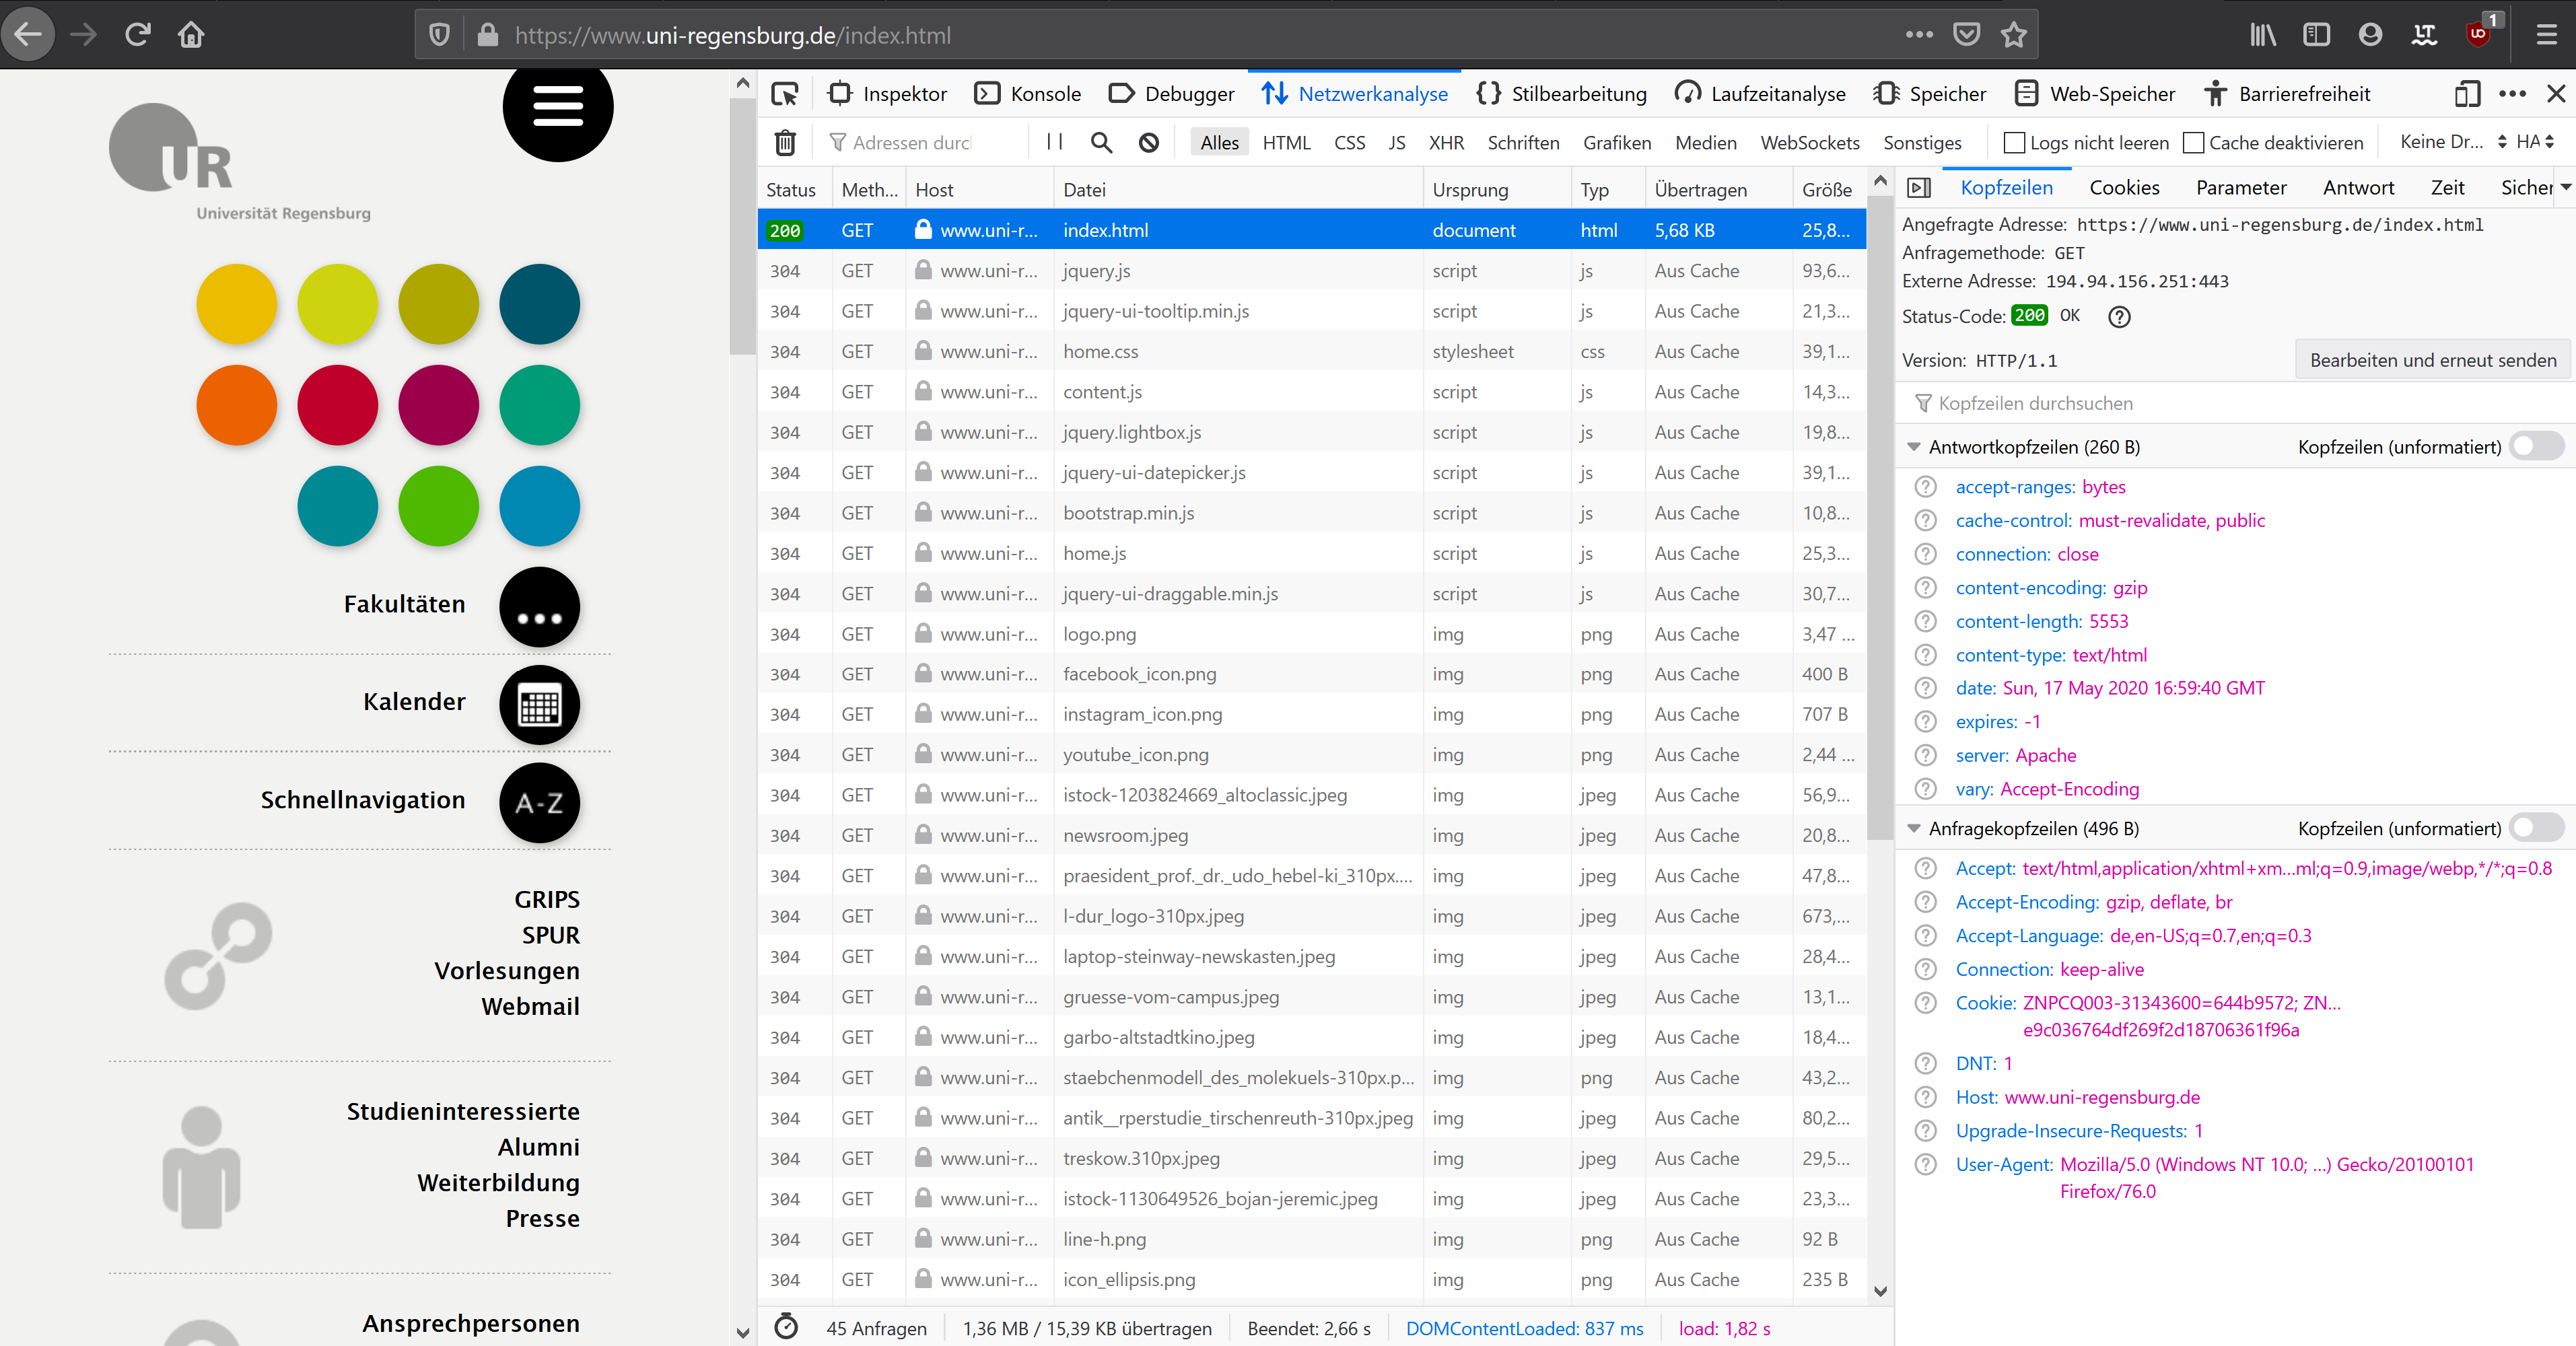 https://www.uni-regensburg.de/index.html
1
UR
Universität Regensburg
Fakultäten
Kalender
Schnellnavigation
A-Z
GRIPS
SPUR
Vorlesungen
Webmail
Studieninteressierte
Alumni
Weiterbildung
Presse
Ansprechpersonen
Inspektor Konsole Debugger Netzwerkanalyse Stilbearbeitung Laufzeitanalyse Speicher Web-Speicher Barrierefreiheit
Adressen durc Alles HTML CSS JS XHR Schriften Grafiken Medien WebSockets Sonstiges Logs nicht leeren Cache deaktivieren Keine Dr... HA
Status Meth... Host Datei Ursprung Typ Übertragen Größe
200 GET www.uni-r... index.html document html 5,68 KB 25,8...
304 GET www.uni-r... jquery.js script js Aus Cache 93,6...
304 GET www.uni-r... jquery-ui-tooltip.min.js script js Aus Cache 21,3...
304 GET www.uni-r... home.css stylesheet css Aus Cache 39,1...
304 GET www.uni-r... content.js script js Aus Cache 14,3...
304 GET www.uni-r... jquery.lightbox.js script js Aus Cache 19,8...
304 GET www.uni-r... jquery-ui-datepicker.js script js Aus Cache 39,1...
304 GET www.uni-r... bootstrap.min.js script js Aus Cache 10,8...
304 GET www.uni-r... home.js script js Aus Cache 25,3...
304 GET www.uni-r... jquery-ui-draggable.min.js script js Aus Cache 30,7...
304 GET www.uni-r... logo.png img png Aus Cache 3,47 ...
304 GET www.uni-r... facebook_icon.png img png Aus Cache 400 B
304 GET www.uni-r... instagram_icon.png img png Aus Cache 707 B
304 GET www.uni-r... youtube_icon.png img png Aus Cache 2,44 ...
304 GET www.uni-r... istock-1203824669_altoclassic.jpeg img jpeg Aus Cache 56,9...
304 GET www.uni-r... newsroom.jpeg img jpeg Aus Cache 20,8...
304 GET www.uni-r... praesident_prof._dr._udo_hebel-ki_310px.... img jpeg Aus Cache 47,8...
304 GET www.uni-r... l-dur_logo-310px.jpeg img jpeg Aus Cache 673,...
304 GET www.uni-r... laptop-steinway-newskasten.jpeg img jpeg Aus Cache 28,4...
304 GET www.uni-r... gruesse-vom-campus.jpeg img jpeg Aus Cache 13,1...
304 GET www.uni-r... garbo-altstadtkino.jpeg img jpeg Aus Cache 18,4...
304 GET www.uni-r... staebchenmodell_des_molekuels-310px.p... img png Aus Cache 43,2...
304 GET www.uni-r... antik__rperstudie_tirschenreuth-310px.jpeg img jpeg Aus Cache 80,2...
304 GET www.uni-r... treskow.310px.jpeg img jpeg Aus Cache 29,5...
304 GET www.uni-r... istock-1130649526_bojan-jeremic.jpeg img jpeg Aus Cache 23,3...
304 GET www.uni-r... line-h.png img png Aus Cache 92 B
304 GET www.uni-r... icon_ellipsis.png img png Aus Cache 235 B
45 Anfragen 1,36 MB / 15,39 KB übertragen Beendet: 2,66 s DOMContentLoaded: 837 ms load: 1,82 s
Kopfzeilen Cookies Parameter Antwort Zeit Sicher
Angefragte Adresse: https://www.uni-regensburg.de/index.html
Anfragemethode: GET
Externe Adresse: 194.94.156.251:443
Status-Code: 200 OK
Version: HTTP/1.1 Bearbeiten und erneut senden
Kopfzeilen durchsuchen
Antwortkopfzeilen (260 B) Kopfzeilen (unformatiert)
accept-ranges: bytes
cache-control: must-revalidate, public
connection: close
content-encoding: gzip
content-length: 5553
content-type: text/html
date: Sun, 17 May 2020 16:59:40 GMT
expires: -1
server: Apache
vary: Accept-Encoding
Anfragekopfzeilen (496 B) Kopfzeilen (unformatiert)
Accept: text/html,application/xhtml+xm...ml;q=0.9,image/webp,*/*;q=0.8
Accept-Encoding: gzip, deflate, br
Accept-Language: de,en-US;q=0.7,en;q=0.3
Connection: keep-alive
Cookie: ZNPCQ003-31343600=644b9572; ZN...
e9c036764df269f2d18706361f96a
DNT: 1
Host: www.uni-regensburg.de
Upgrade-Insecure-Requests: 1
User-Agent: Mozilla/5.0 (Windows NT 10.0; ...) Gecko/20100101
Firefox/76.0